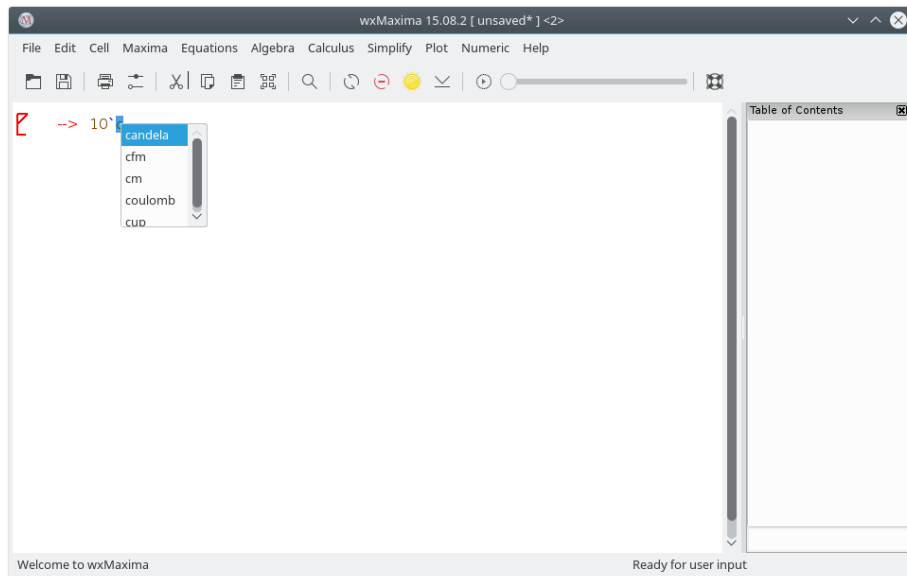 wxMaxima 15.08.2 [ unsaved* ] <2>
File Edit Cell Maxima Equations Algebra Calculus Simplify Plot Numeric Help
Table of Contents
--> 10`c
candela
cfm
cm
coulomb
cup
Welcome to wxMaxima Ready for user input